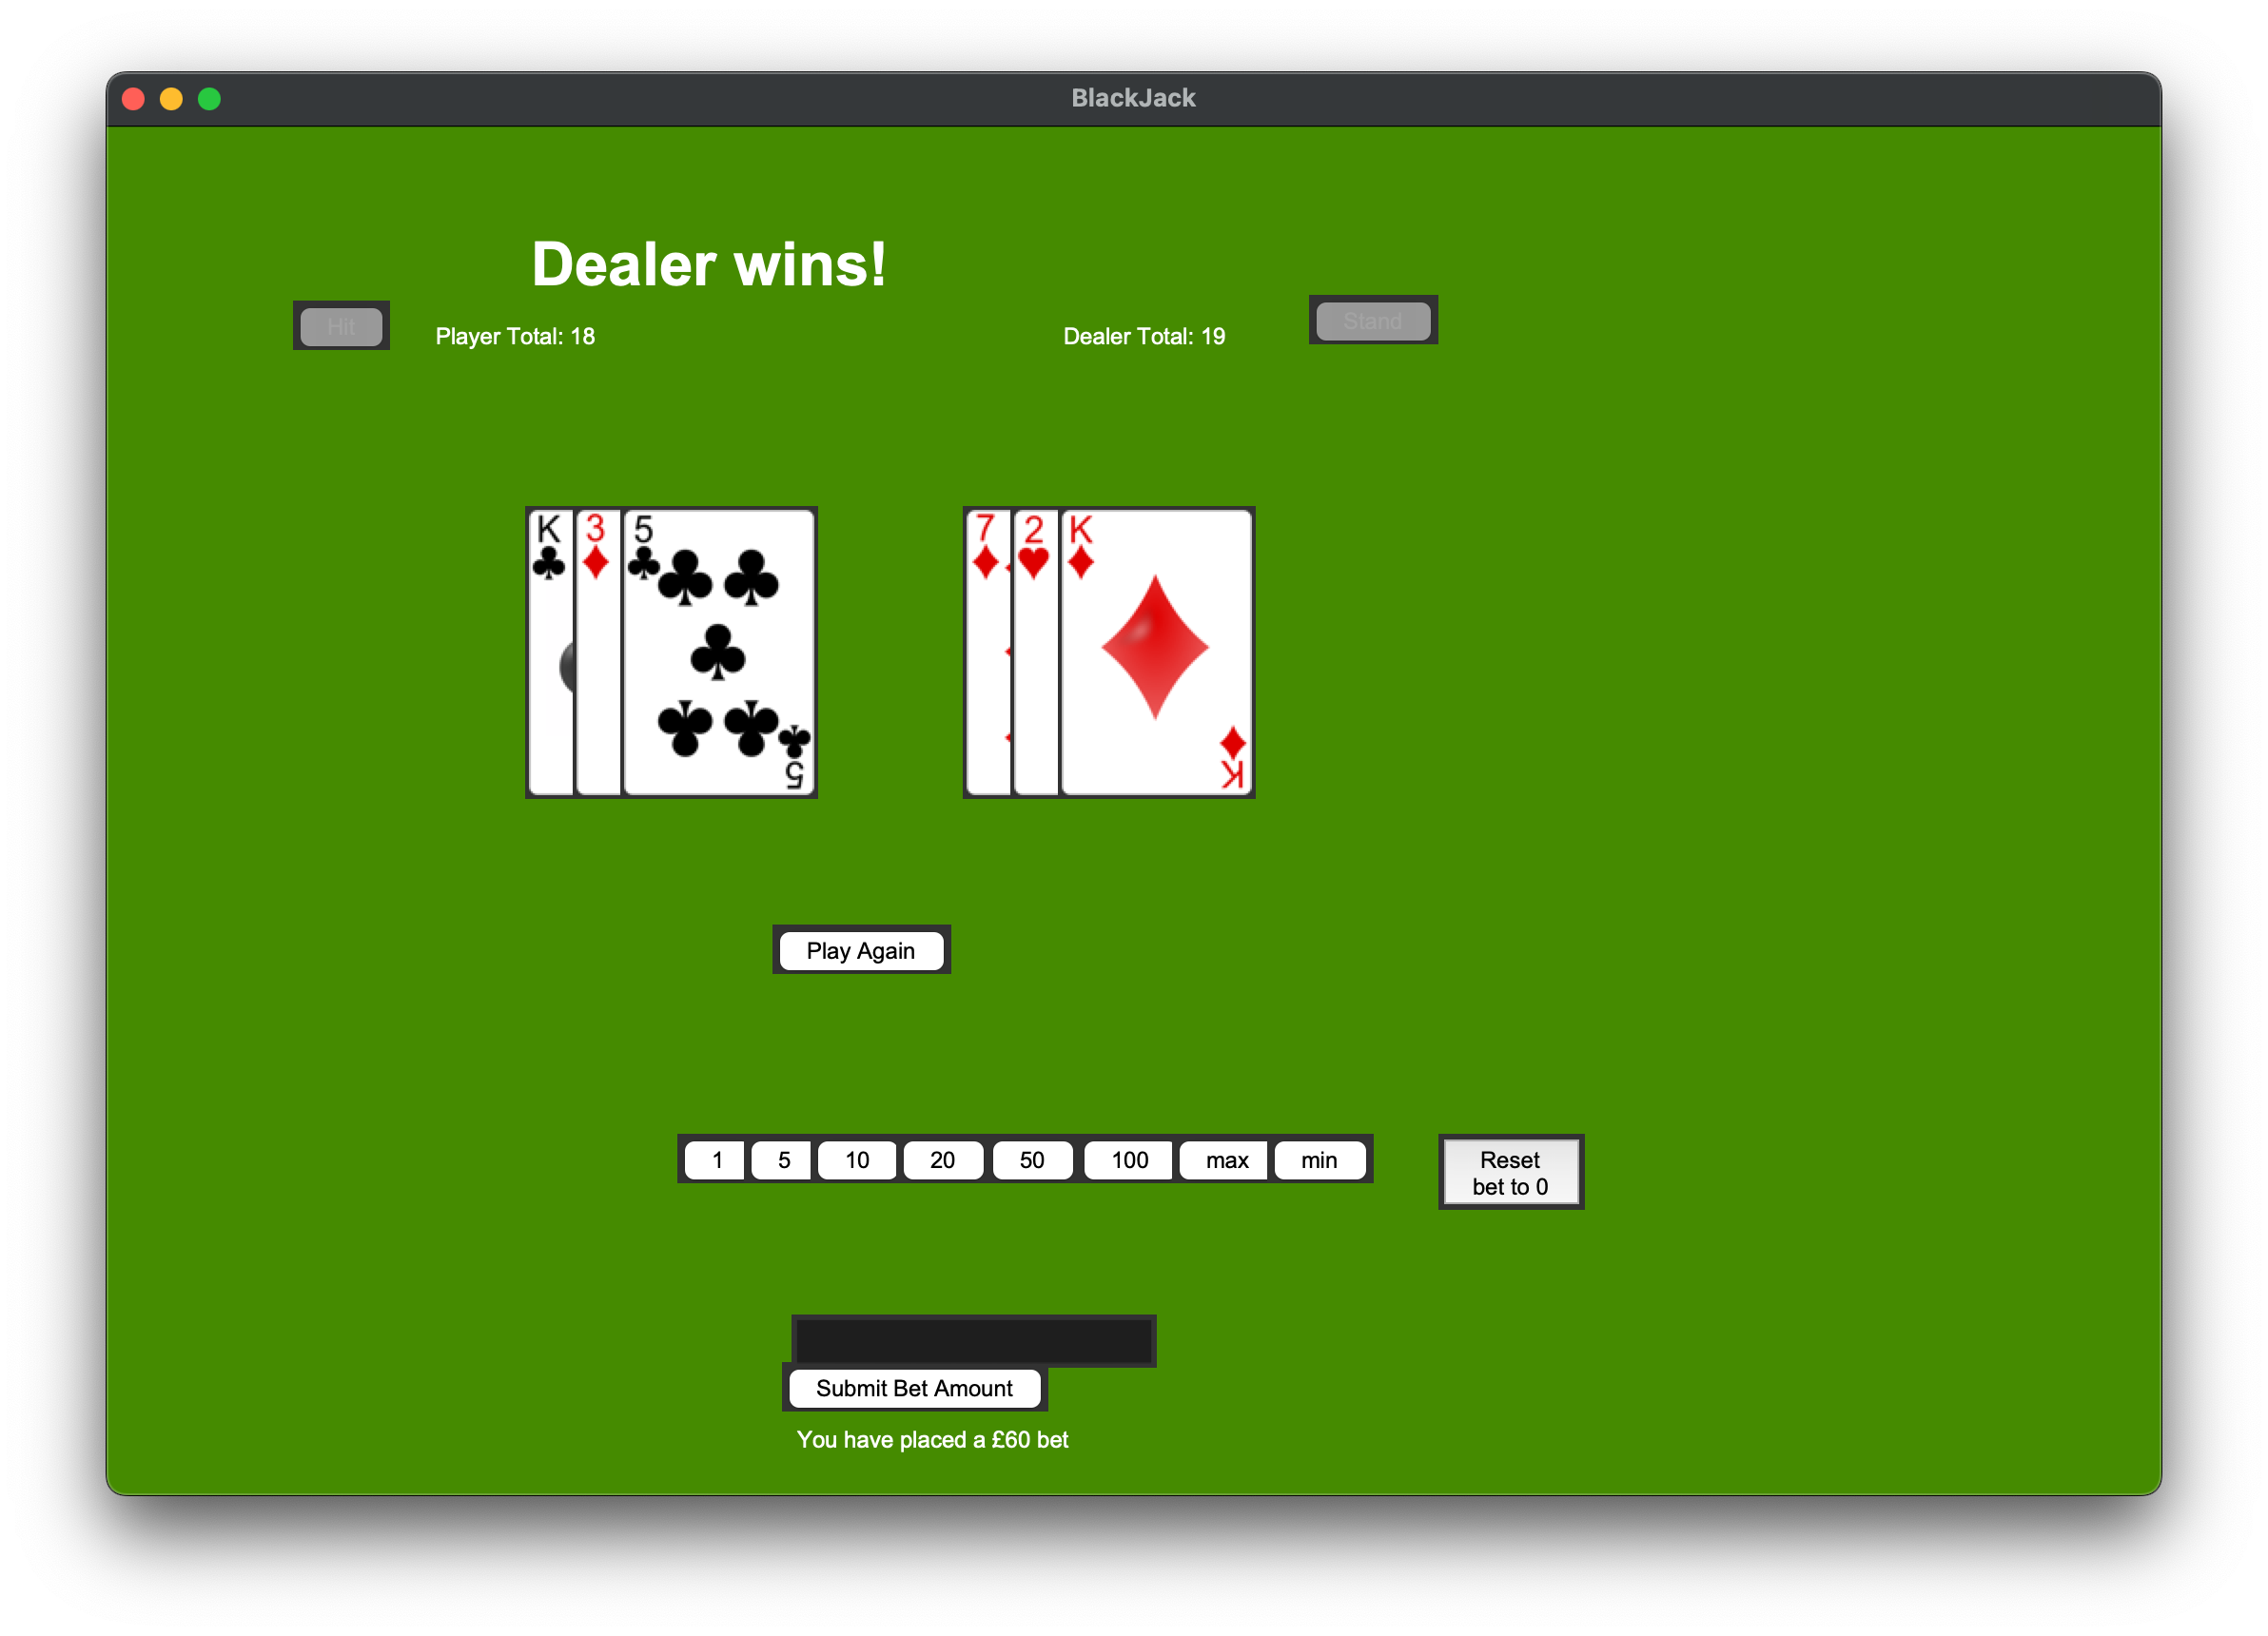 BlackJack
Dealer wins!
Hit
Player Total: 18
Dealer Total: 19
Stand
K
3
5
5
7
2
K
K
Play Again
1
5
10
20
50
100
max
min
Reset
bet to 0
Submit Bet Amount
You have placed a £60 bet